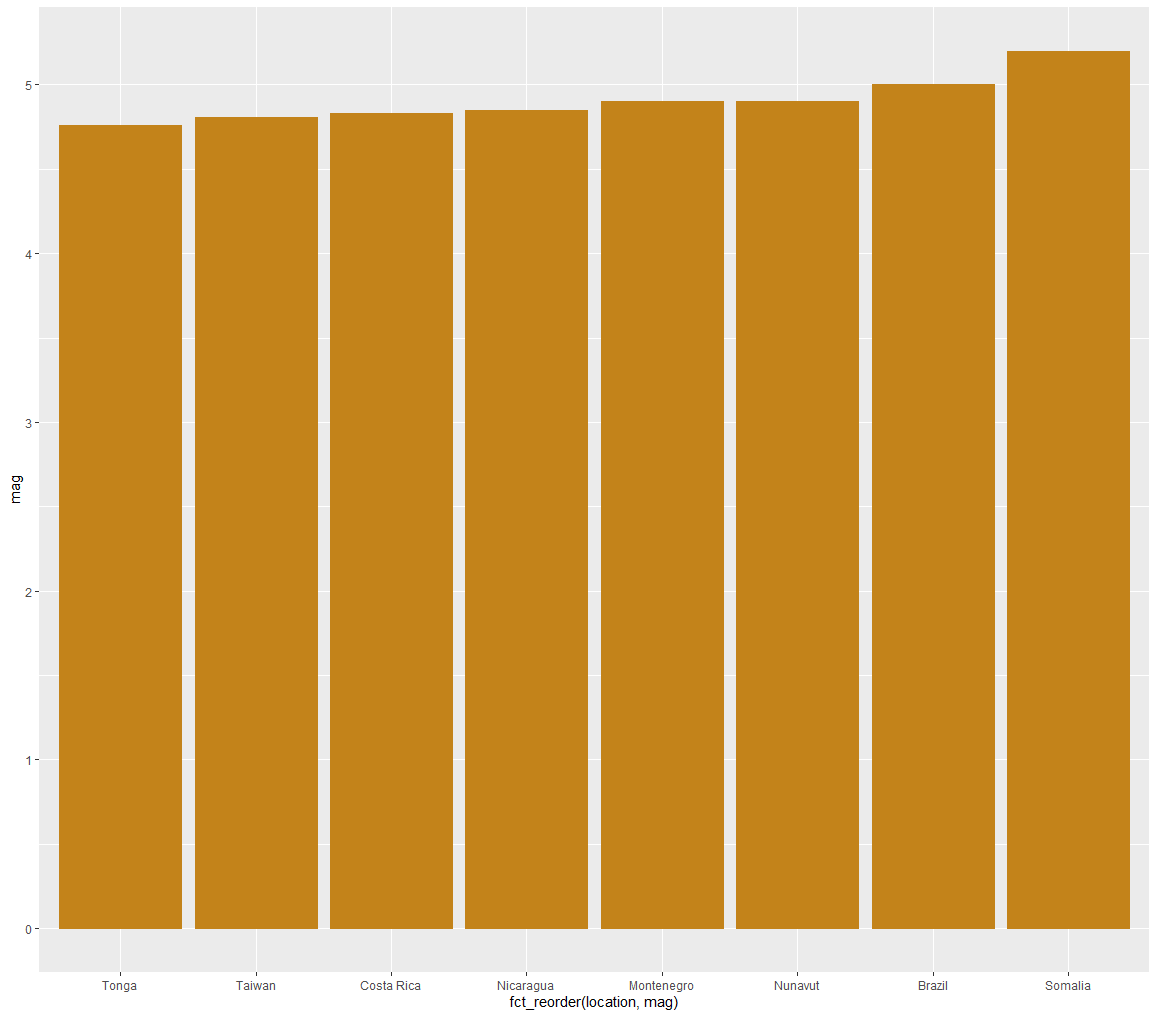 5
4
3
2
1
0
mag
Tonga Taiwan Costa Rica Nicaragua Montenegro Nunavut Brazil Somalia
fct_reorder(location, mag)